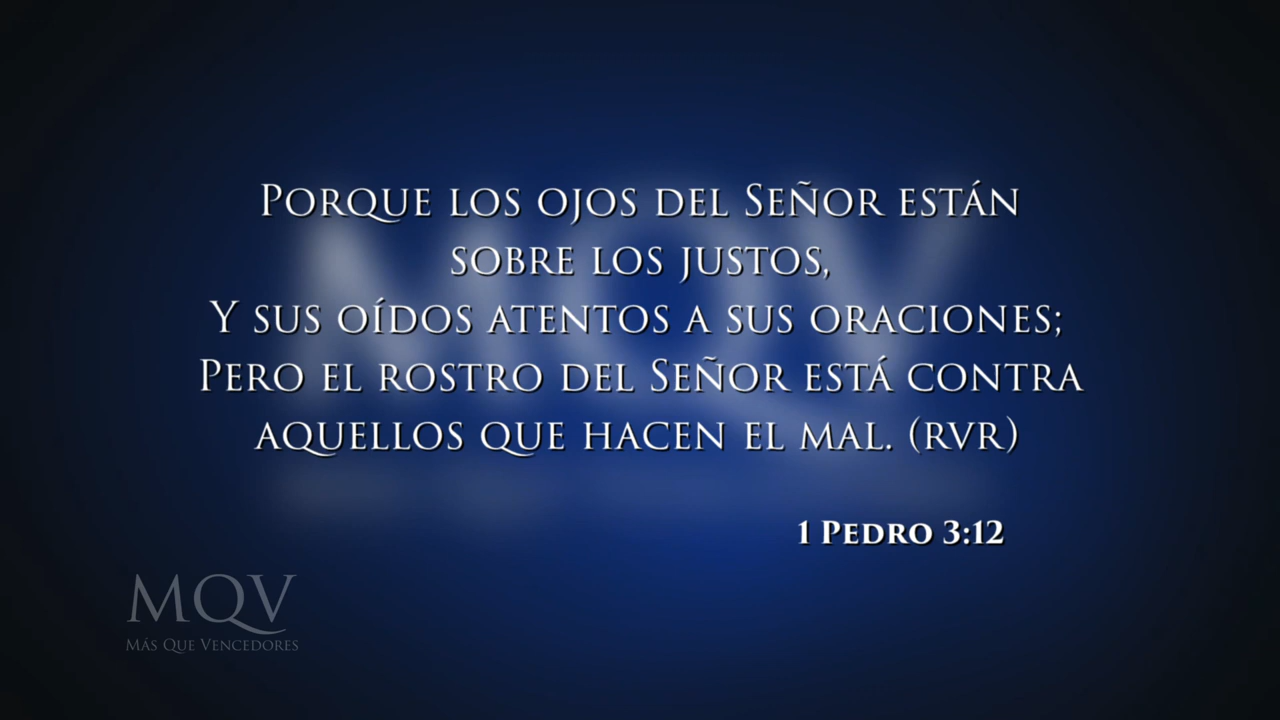 Porque los ojos del Señor están
sobre los justos,
Y sus oídos atentos a sus oraciones;
Pero el rostro del Señor está contra
aquellos que hacen el mal. (RVR)
1 Pedro 3:12
MQV
Más Que Vencedores